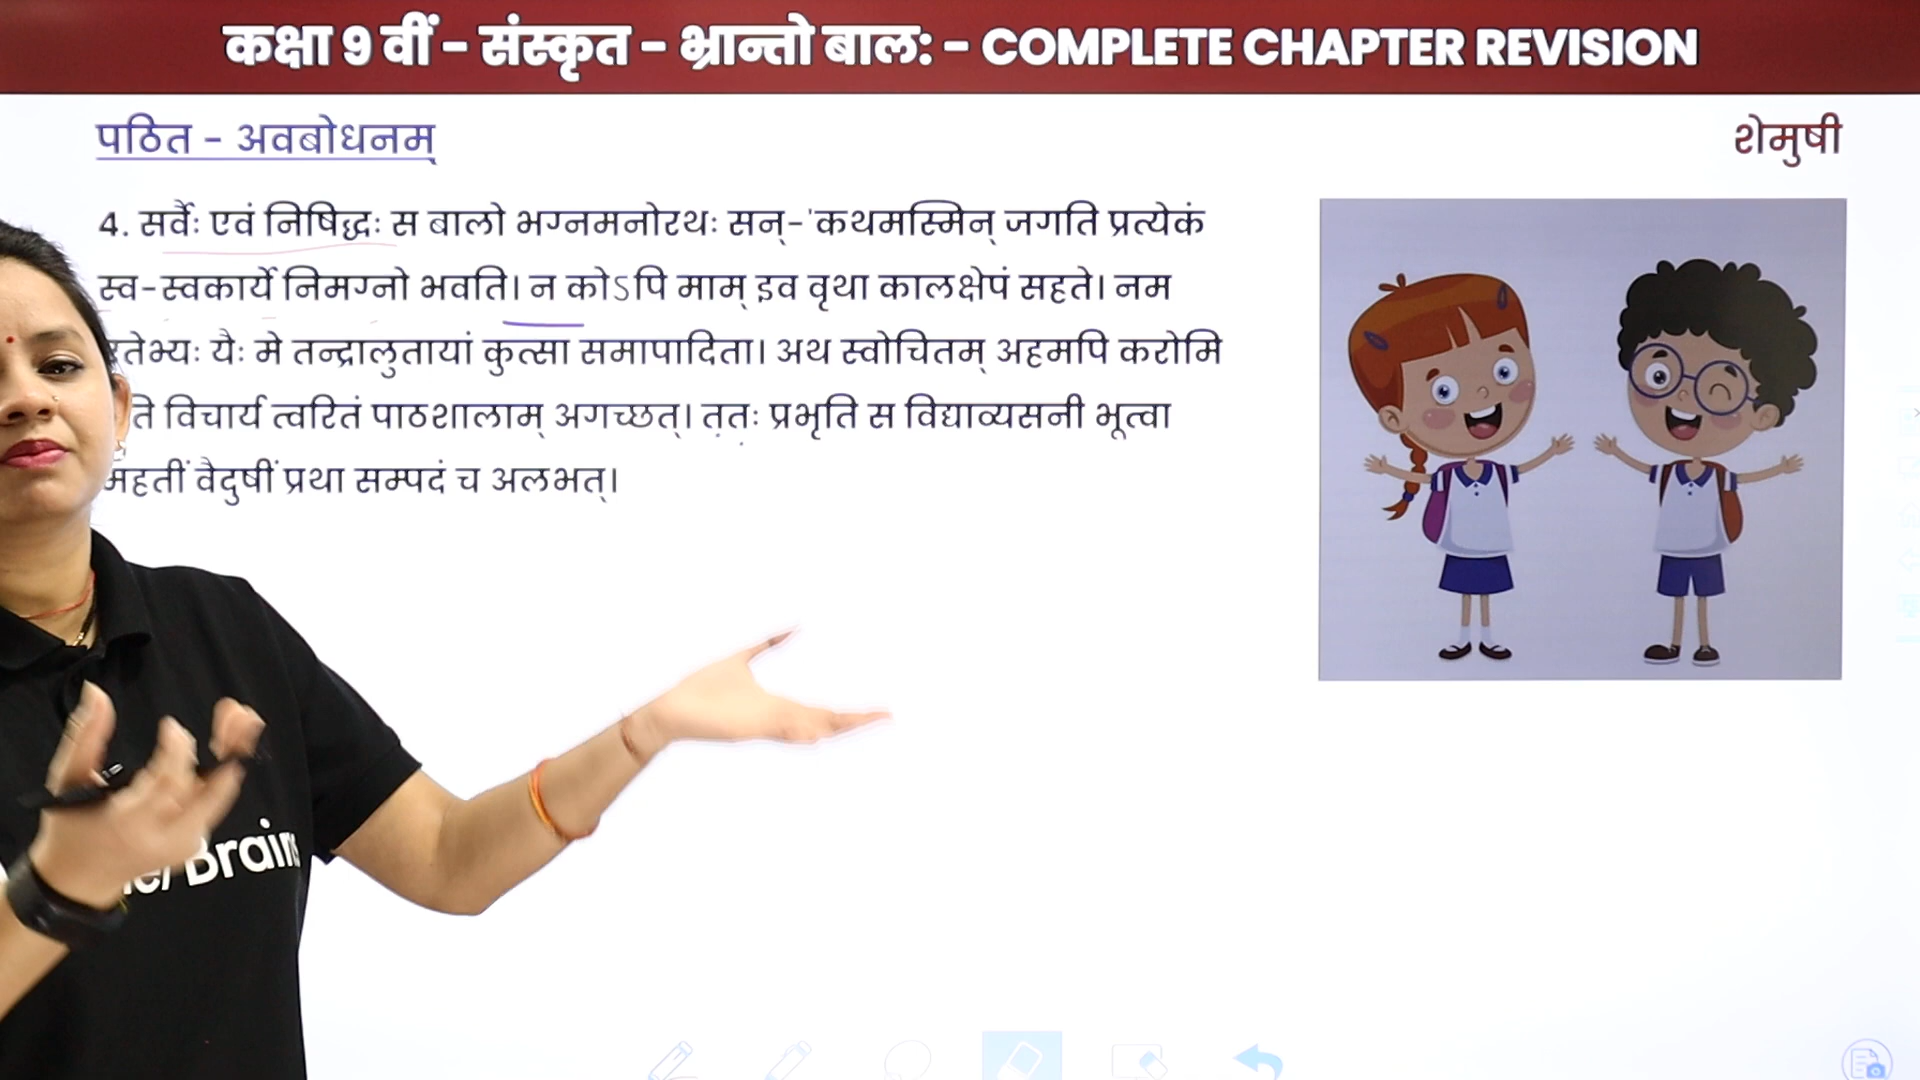 कक्षा 9 वीं - संस्कृत - भ्रान्तो बाल: - COMPLETE CHAPTER REVISION
पठित - अवबोधनम्
शेमुषी
4. सर्वैः एवं निषिद्धः स बालो भग्नमनोरथः सन्-'कथमस्मिन् जगति प्रत्येकं
स्व-स्वकार्ये निमग्नो भवति। न कोऽपि माम् इव वृथा कालक्षेपं सहते। नम
यैः मे तन्द्रालुतायां कुत्सा समापादिता। अथ स्वोचितम् अहमपि करोमि
विचार्य त्वरितं पाठशालाम् अगच्छत्। ततः प्रभृति स विद्याव्यसनी भूत्वा
महतीं वैदुषीं प्रथा सम्पदं च अलभत्।
Brains